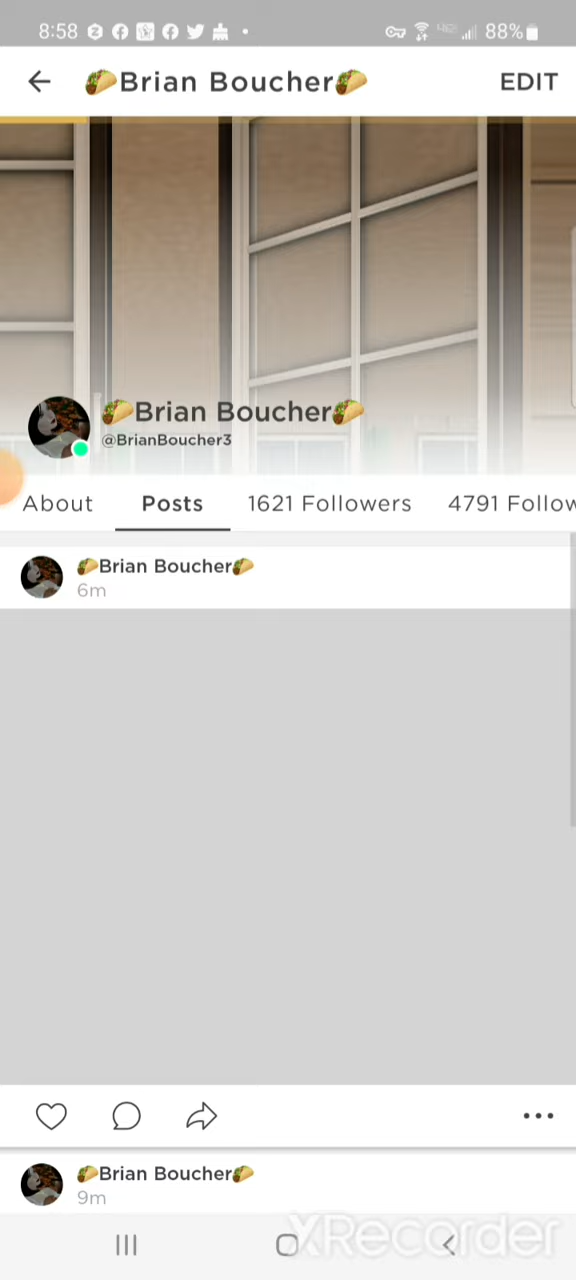 8:58 88%
🌮Brian Boucher🌮 EDIT
🌮Brian Boucher🌮
@BrianBoucher3
About Posts 1621 Followers 4791 Follow
🌮Brian Boucher🌮
6m
🌮Brian Boucher🌮
9m
XRecorder